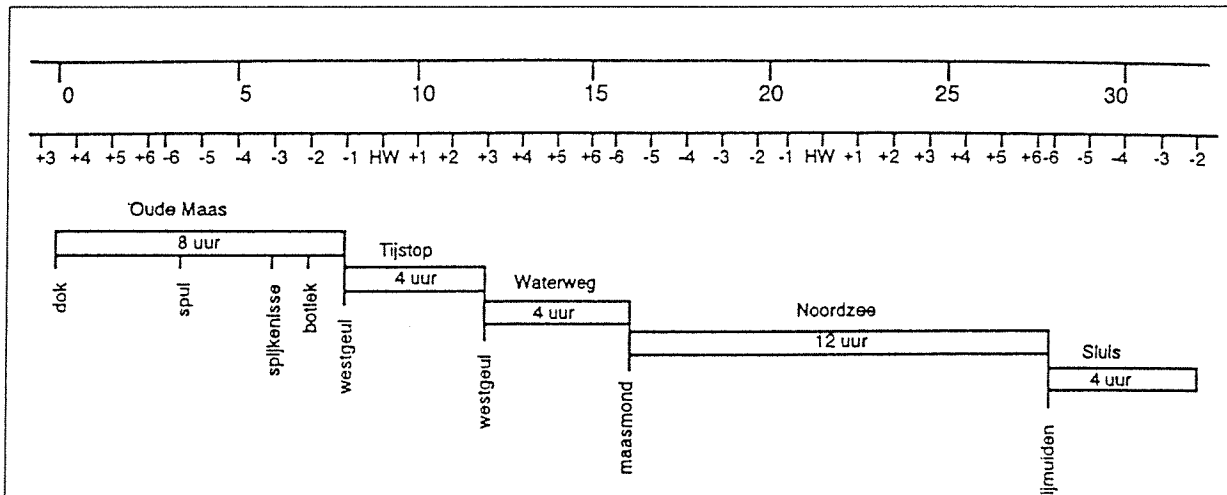 0 5 10 15 20 25 30
+3 +4 +5 +6 -6 -5 -4 -3 -2 -1 HW +1 +2 +3 +4 +5 +6 -6 -5 -4 -3 -2 -1 HW +1 +2 +3 +4 +5 +6 -6 -5 -4 -3 -2
Oude Maas
8 uur
Tijstop
4 uur
Waterweg
4 uur
Noordzee
12 uur
Sluis
4 uur
dok
spui
spijkenisse
botlek
westgeul
westgeul
maasmond
ijmuiden